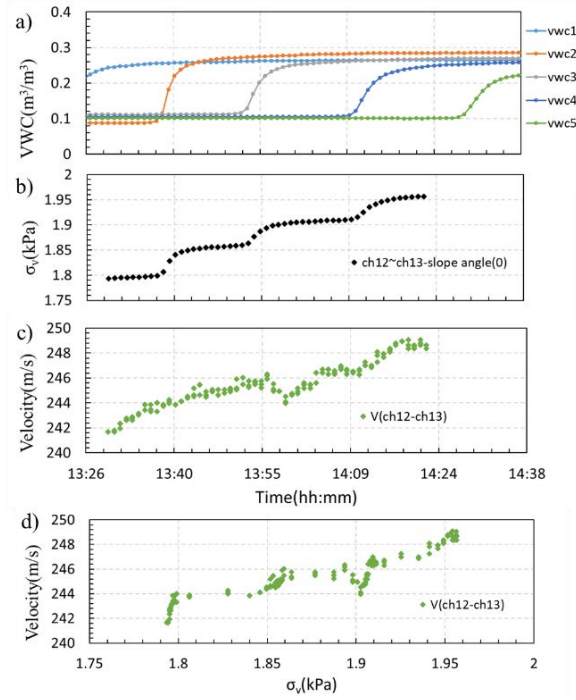 a)
0.4
0.3
0.2
0.1
0
VWC(m³/m³)
vwc1
vwc2
vwc3
vwc4
vwc5
b)
2
1.95
1.9
1.85
1.8
1.75
σv(kPa)
ch12~ch13-slope angle(0)
c)
250
248
246
244
242
240
Velocity(m/s)
V(ch12-ch13)
13:26 13:40 13:55 14:09 14:24 14:38
Time(hh:mm)
d)
250
248
246
244
242
240
Velocity(m/s)
V(ch12-ch13)
1.75 1.8 1.85 1.9 1.95 2
σv(kPa)